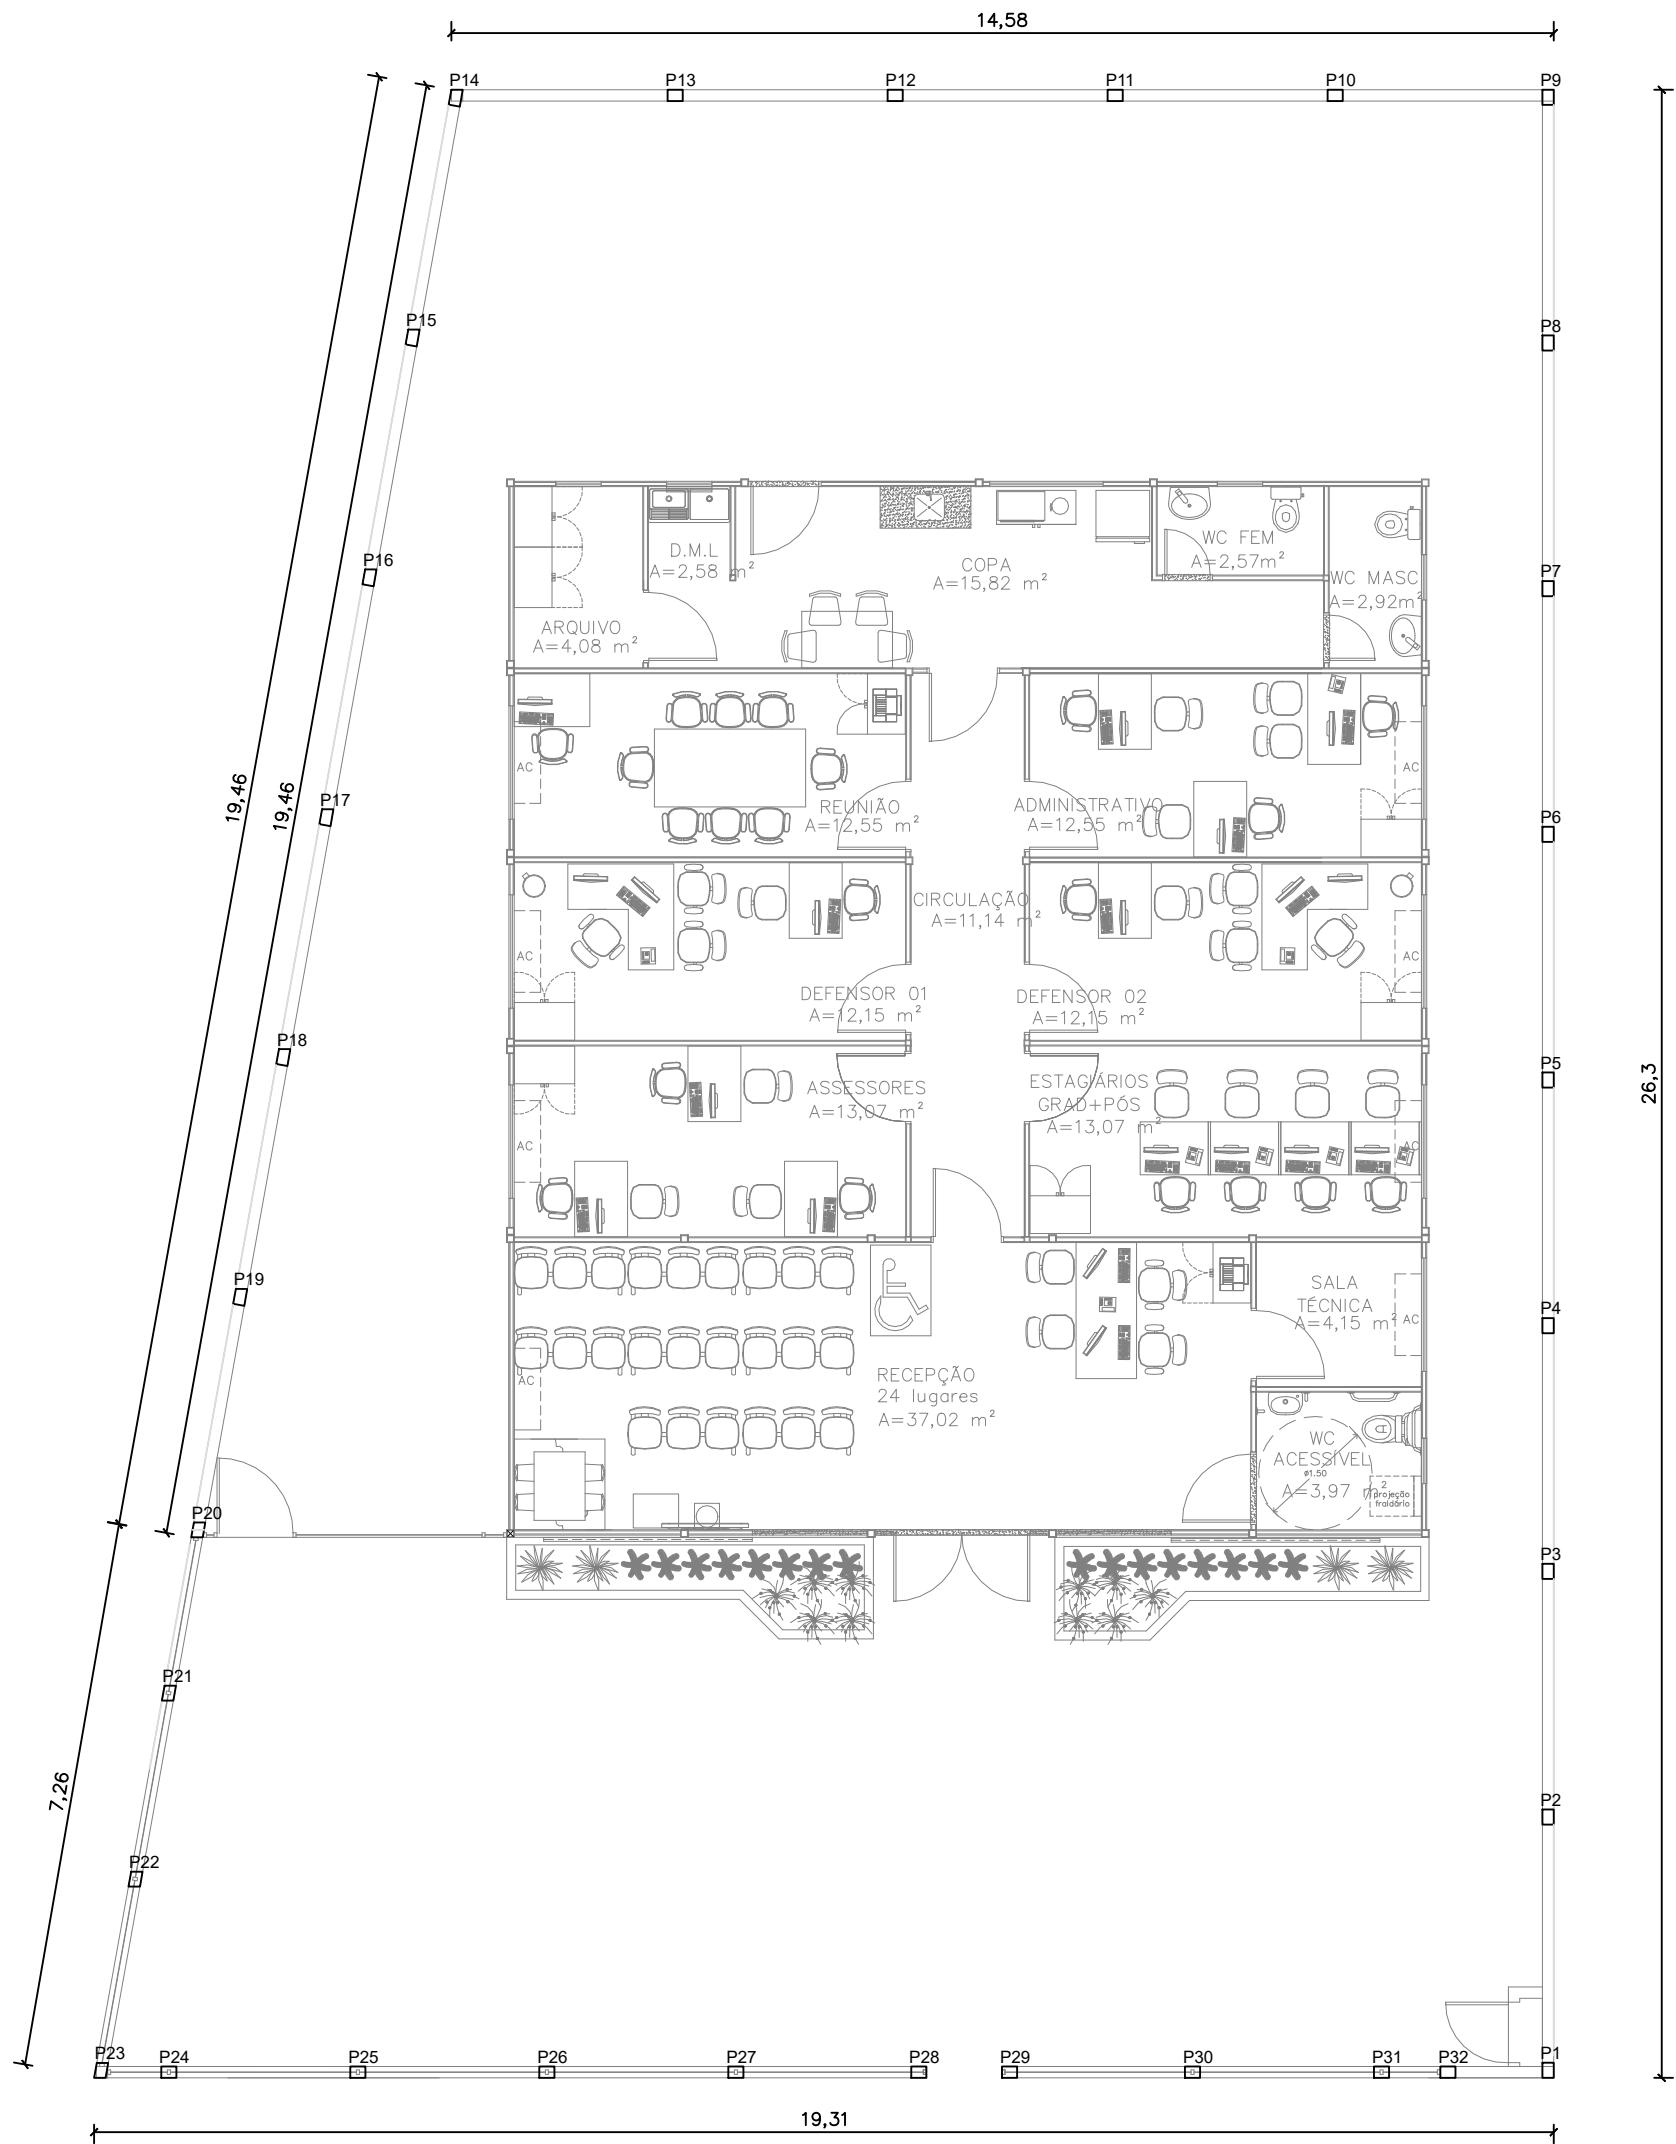 14,58
P14
P13
P12
P11
P10
P9
P15
P8
D.M.L
A=2,58 m²
COPA
A=15,82 m²
WC FEM
A=2,57m²
WC MASC
A=2,92m²
P16
P7
ARQUIVO
A=4,08 m²
19,46
19,46
P17
AC
REUNIÃO
A=12,55 m²
ADMINISTRATIVO
A=12,55 m²
AC
P6
CIRCULAÇÃO
A=11,14 m²
AC
DEFENSOR 01
A=12,15 m²
DEFENSOR 02
A=12,15 m²
AC
P18
P5
26,3
ASSESSORES
A=13,07 m²
AC
ESTAGIÁRIOS
GRAD+PÓS
A=13,07 m²
AC
P19
P4
SALA
TÉCNICA
A=4,15 m²
AC
AC
RECEPÇÃO
24 lugares
A=37,02 m²
WC
ACESSÍVEL
ø1.50
A=3,97 m²
projeção
fraldário
P20
P3
P21
7,26
P2
P22
P23
P24
P25
P26
P27
P28
P29
P30
P31
P32
P1
19,31